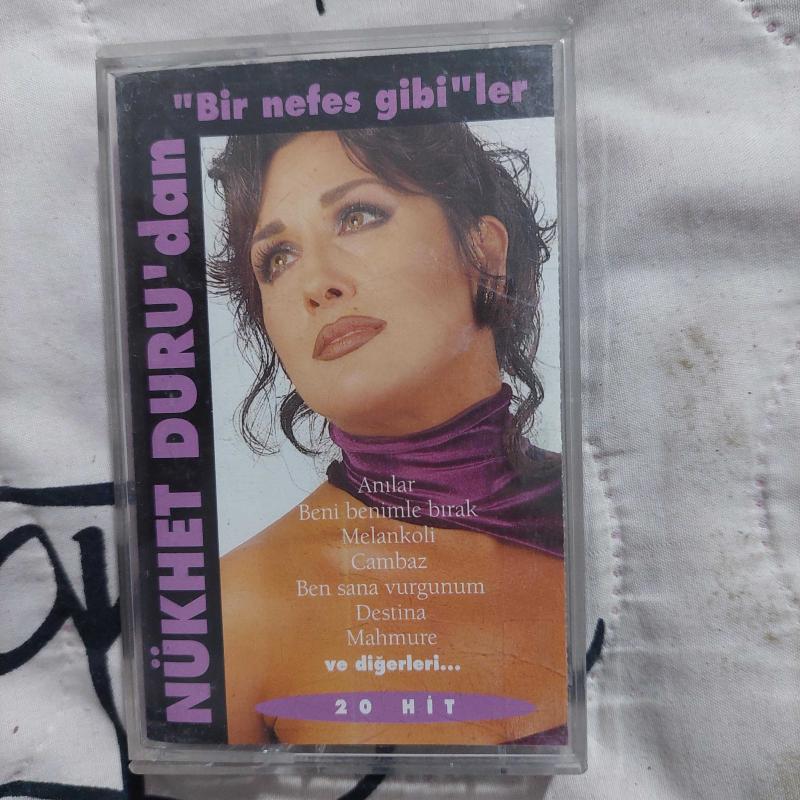 "Bir nefes gibi"ler
NÜKHET DURU'dan
Anılar
Beni benimle bırak
Melankoli
Cambaz
Ben sana vurgunum
Destina
Mahmure
ve diğerleri...
20 HİT